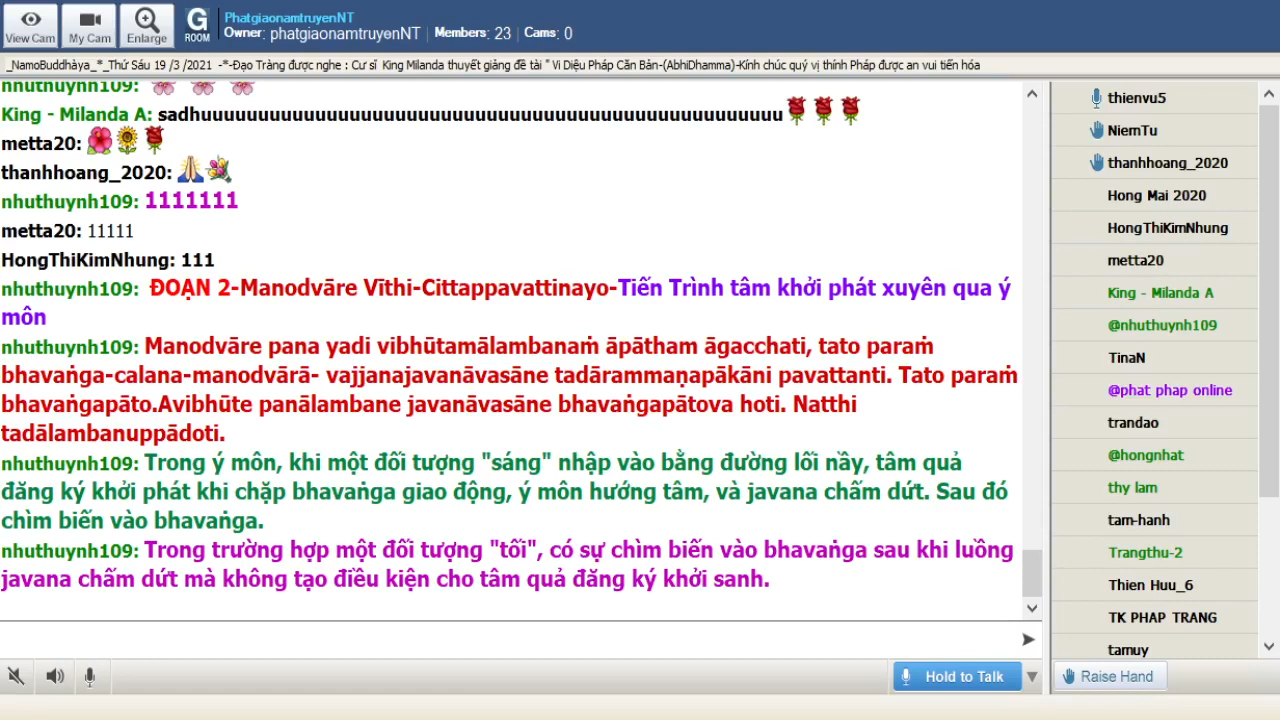 PhatgiaonamtruyenNT
Owner: phatgiaonamtruyenNT | Members: 23 | Cams: 0
View Cam
My Cam
Enlarge
G
ROOM
_NamoBuddhàya_*_Thứ Sáu 19 /3 /2021 -*-Đạo Tràng được nghe : Cư sĩ King Milanda thuyết giảng đề tài " Vi Diệu Pháp Căn Bản-(AbhiDhamma)-Kính chúc quý vị thính Pháp được an vui tiến hóa
nhuthuynh109:
King - Milanda A: sadhuuuuuuuuuuuuuuuuuuuuuuuuuuuuuuuuuuuuuuuuuuuuuuuuuuu
metta20:
thanhhoang_2020:
nhuthuynh109: 1111111
metta20: 11111
HongThiKimNhung: 111
nhuthuynh109: ĐOẠN 2-Manodvāre Vīthi-Cittappavattinayo-Tiến Trình tâm khởi phát xuyên qua ý
môn
nhuthuynh109: Manodvāre pana yadi vibhūtamālambanaṁ āpātham āgacchati, tato paraṁ
bhavaṅga-calana-manodvārā- vajjanajavanāvasāne tadārammaṇapākāni pavattanti. Tato paraṁ
bhavaṅgapāto.Avibhūte panālambane javanāvasāne bhavaṅgapātova hoti. Natthi
tadālambanuppādoti.
nhuthuynh109: Trong ý môn, khi một đối tượng "sáng" nhập vào bằng đường lối nầy, tâm quả
đăng ký khởi phát khi chặp bhavaṅga giao động, ý môn hướng tâm, và javana chấm dứt. Sau đó
chìm biến vào bhavaṅga.
nhuthuynh109: Trong trường hợp một đối tượng "tối", có sự chìm biến vào bhavaṅga sau khi luồng
javana chấm dứt mà không tạo điều kiện cho tâm quả đăng ký khởi sanh.
Hold to Talk
thienvu5
NiemTu
thanhhoang_2020
Hong Mai 2020
HongThiKimNhung
metta20
King - Milanda A
@nhuthuynh109
TinaN
@phat phap online
trandao
@hongnhat
thy lam
tam-hanh
Trangthu-2
Thien Huu_6
TK PHAP TRANG
tamuy
Raise Hand